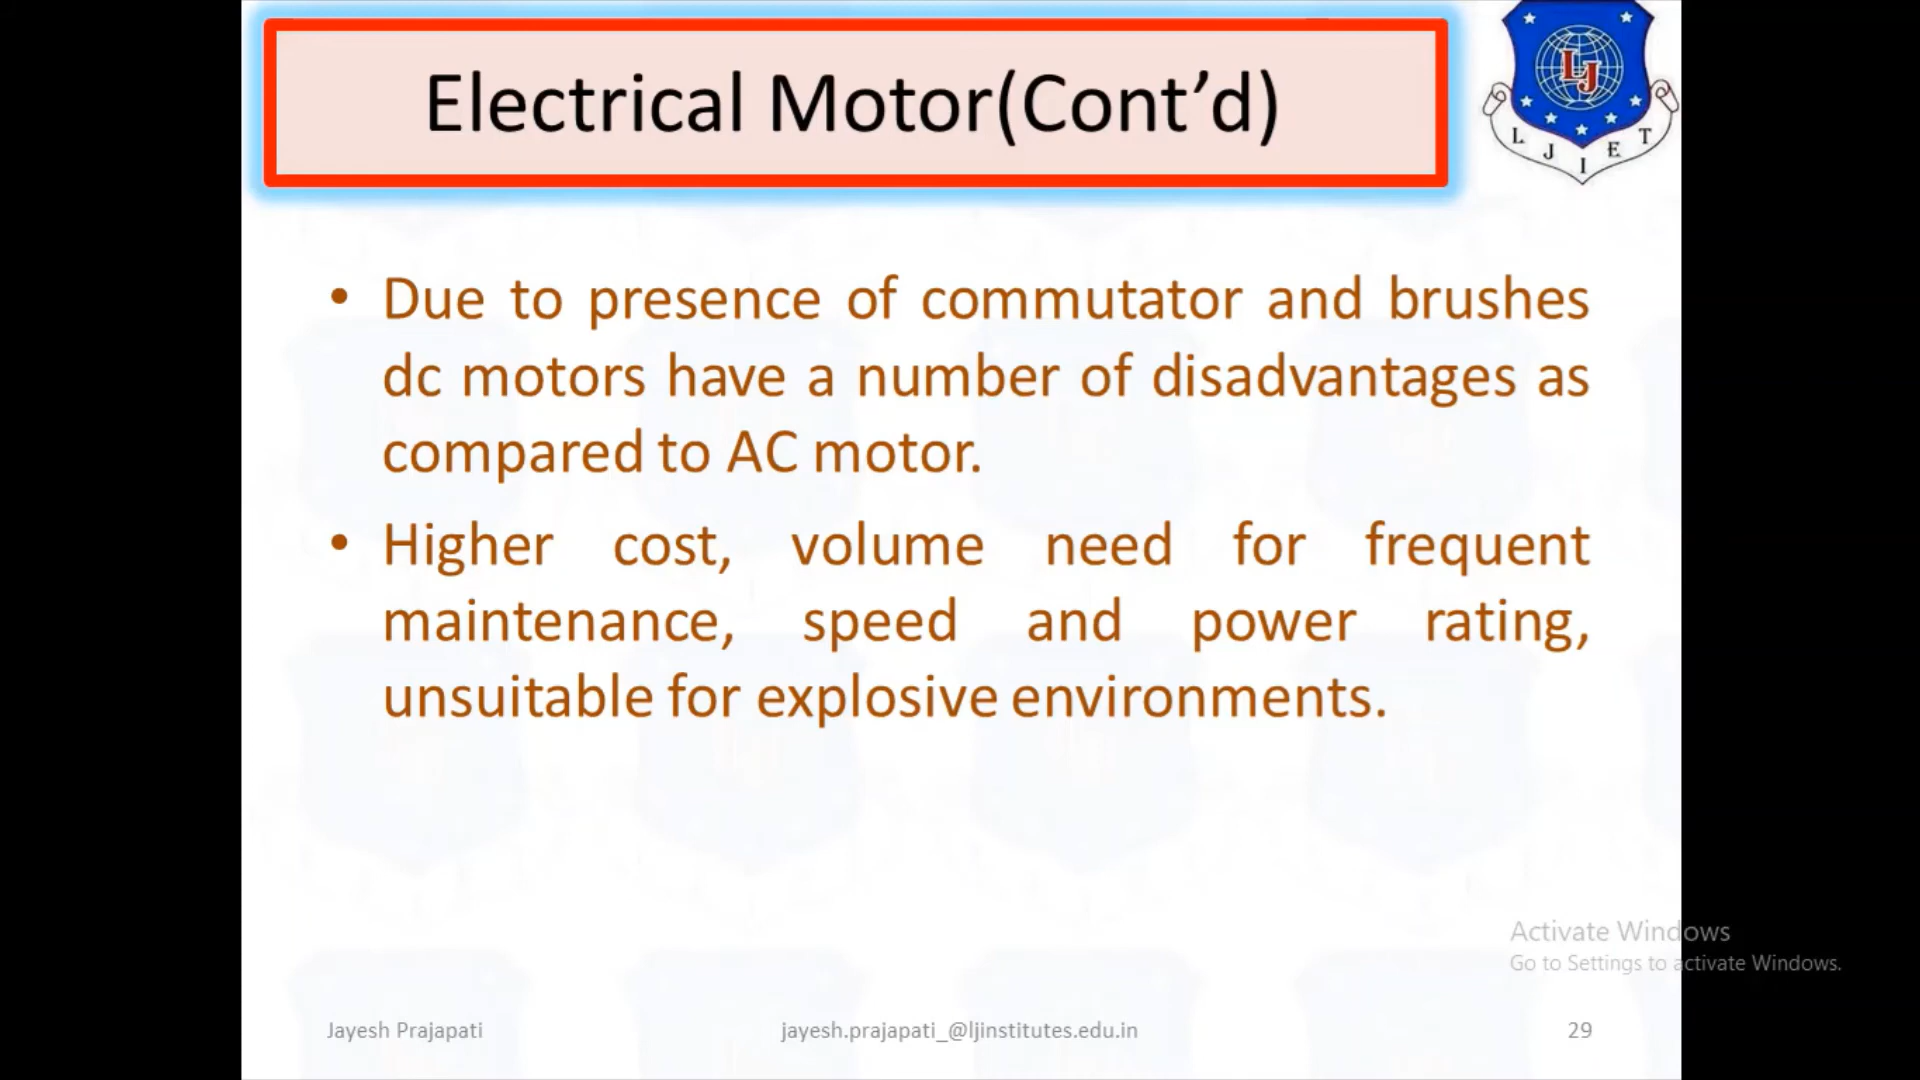 Electrical Motor(Cont’d)
LJ
L J I E T
• Due to presence of commutator and brushes
dc motors have a number of disadvantages as
compared to AC motor.
• Higher cost, volume need for frequent
maintenance, speed and power rating,
unsuitable for explosive environments.
Activate Windows
Go to Settings to activate Windows.
Jayesh Prajapati
jayesh.prajapati_@ljinstitutes.edu.in
29